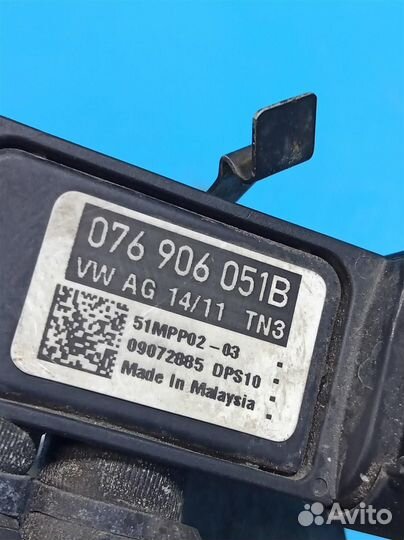 076 906 051B
VW AG 14/11 TN3
51MPP02-03
09072885 DPS10
Made In Malaysia
Avito